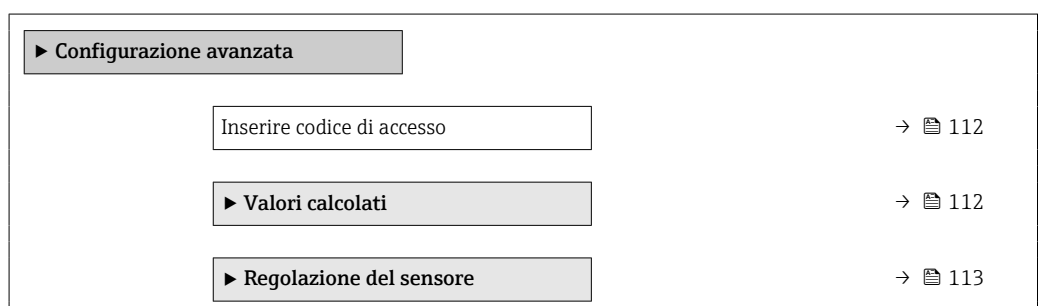 ▶ Configurazione avanzata
Inserire codice di accesso → 112
▶ Valori calcolati → 112
▶ Regolazione del sensore → 113